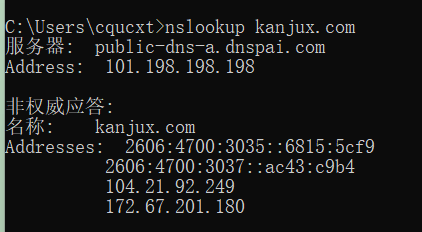 C:\Users\cqucxt>nslookup kanjux.com
服务器:  public-dns-a.dnspai.com
Address:  101.198.198.198
非权威应答:
名称:    kanjux.com
Addresses:  2606:4700:3035::6815:5cf9
2606:4700:3037::ac43:c9b4
104.21.92.249
172.67.201.180